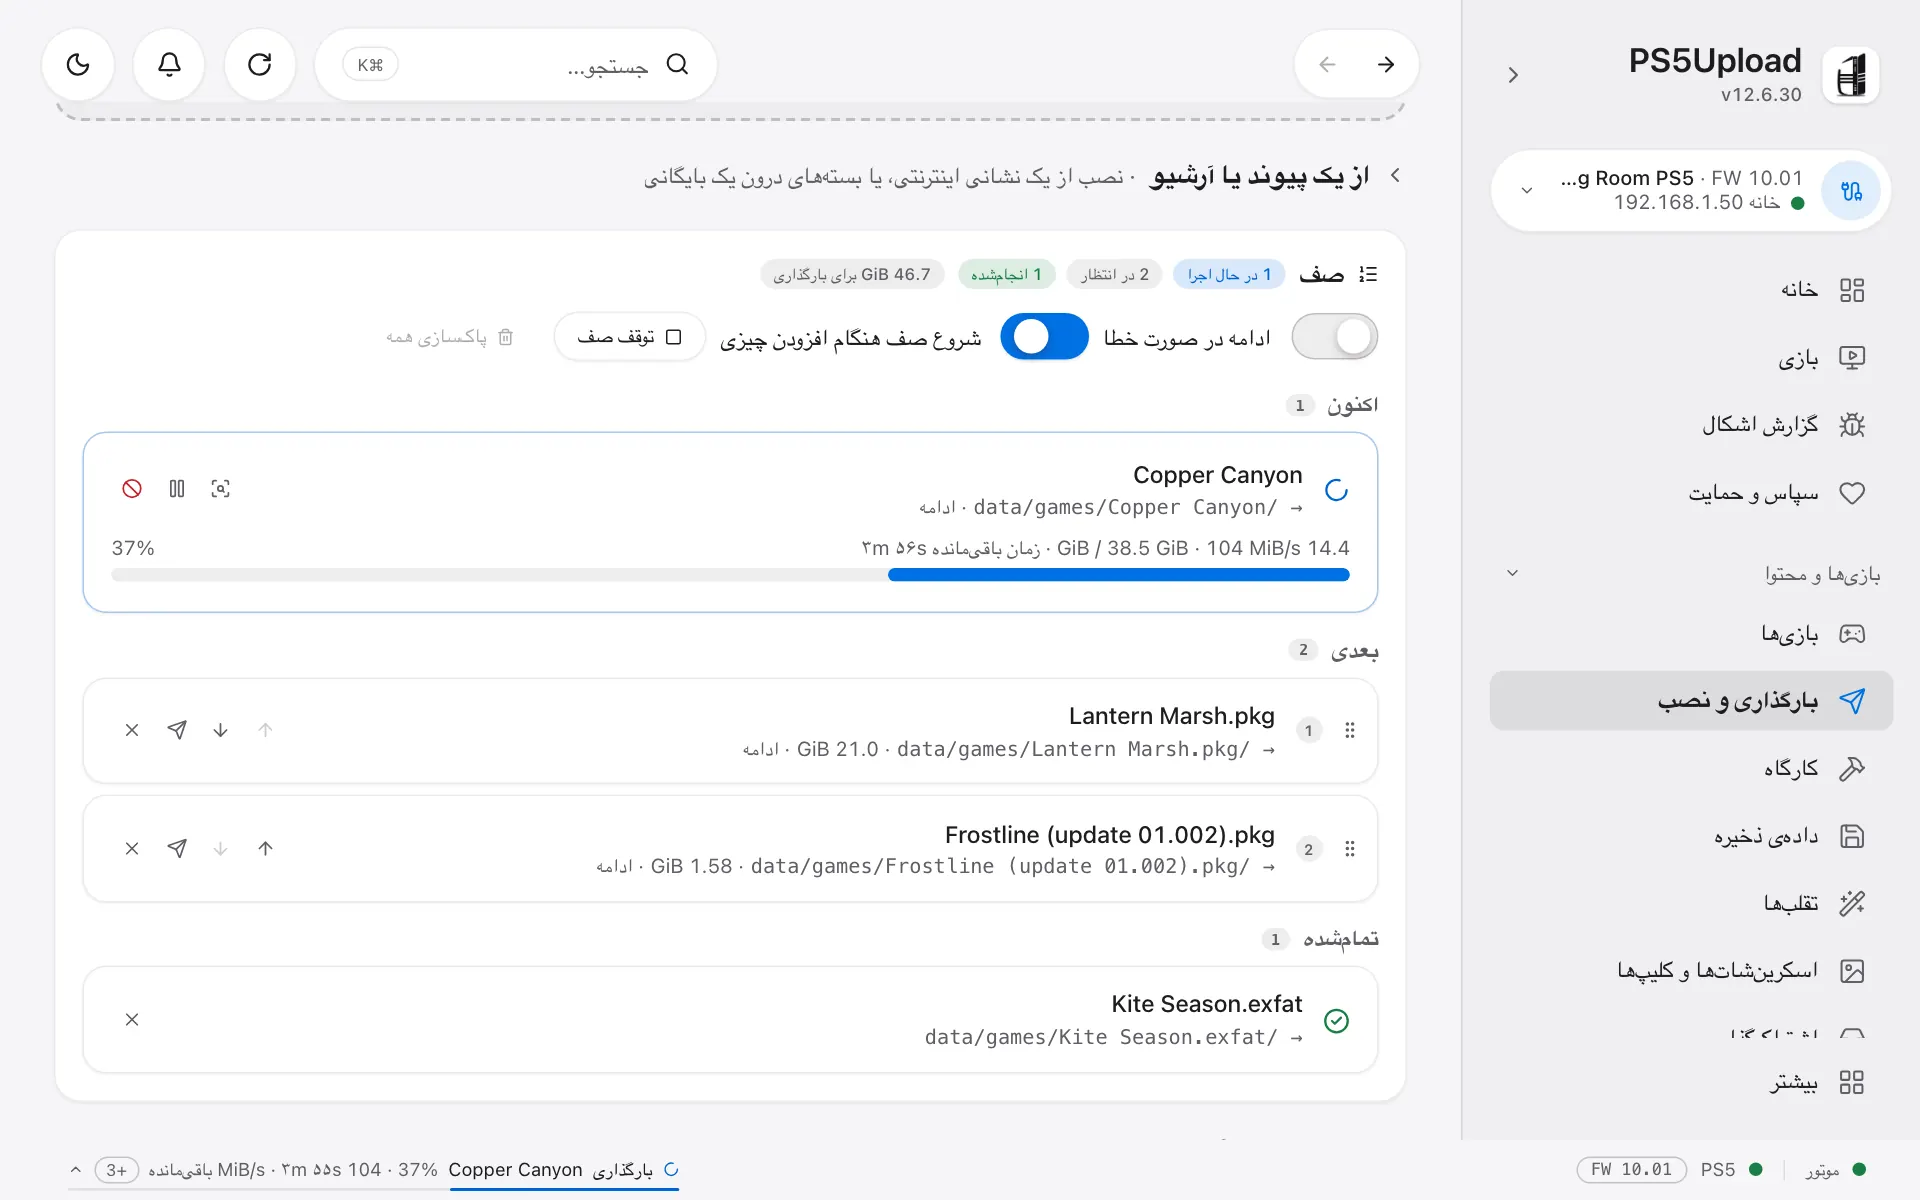 PS5Upload
v12.6.30
...g Room PS5 · FW 10.01
خانه 192.168.1.50
خانه
بازی
گزارش اشکال
سپاس و حمایت
بازی‌ها و محتوا
بازی‌ها
بارگذاری و نصب
کارگاه
داده‌ی ذخیره
تقلب‌ها
اسکرین‌شات‌ها و کلیپ‌ها
بیشتر
جستجو...
K⌘
از یک پیوند یا آرشیو · نصب از یک نشانی اینترنتی، یا بسته‌های درون یک بایگانی
صف
1 در حال اجرا
2 در انتظار
1 انجام‌شده
46.7 GiB برای بارگذاری
ادامه در صورت خطا
شروع صف هنگام افزودن چیزی
توقف صف
پاکسازی همه
اکنون 1
Copper Canyon
→ data/games/Copper Canyon/ · ادامه
14.4 GiB / 38.5 GiB · 104 MiB/s · زمان باقی‌مانده ۳m ۵۶s
37%
بعدی 2
1
Lantern Marsh.pkg
→ data/games/Lantern Marsh.pkg/ · 21.0 GiB · ادامه
2
Frostline (update 01.002).pkg
→ data/games/Frostline (update 01.002).pkg/ · 1.58 GiB · ادامه
تمام‌شده 1
Kite Season.exfat
→ data/games/Kite Season.exfat/
موتور
PS5
FW 10.01
بارگذاری Copper Canyon 37% · 104 MiB/s · ۳m ۵۵s باقی‌مانده
3+